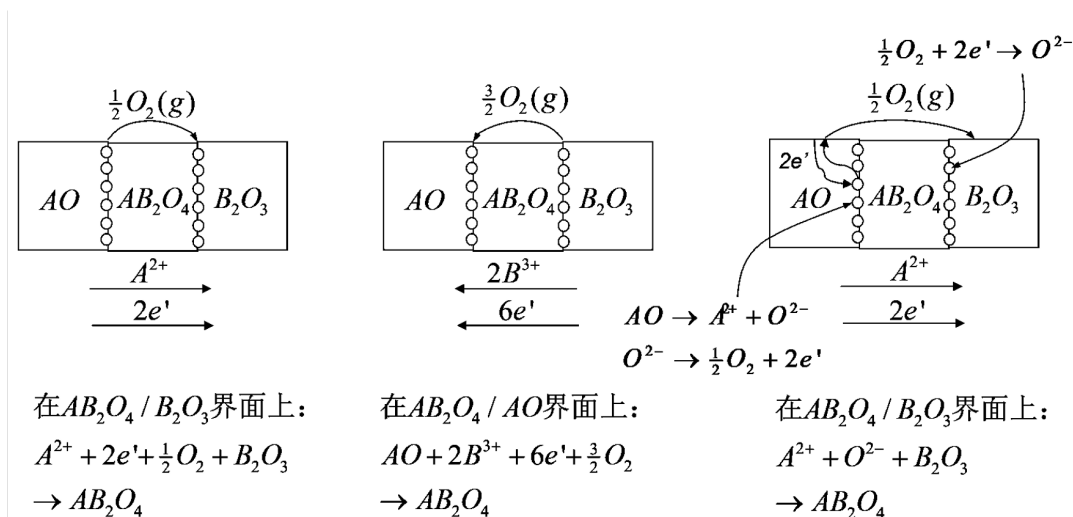 ½O₂(g)
AO AB₂O₄ B₂O₃
A²⁺
2e'
在AB₂O₄ / B₂O₃界面上：
A²⁺ + 2e'+½O₂ + B₂O₃
→ AB₂O₄
3/2 O₂(g)
AO AB₂O₄ B₂O₃
2B³⁺
6e'
在AB₂O₄ / AO界面上：
AO + 2B³⁺ + 6e'+3/2 O₂
→ AB₂O₄
½O₂ + 2e' → O²⁻
½O₂(g)
2e'
AO AB₂O₄ B₂O₃
A²⁺
2e'
AO → A²⁺ + O²⁻
O²⁻ → ½O₂ + 2e'
在AB₂O₄ / B₂O₃界面上：
A²⁺ + O²⁻ + B₂O₃
→ AB₂O₄